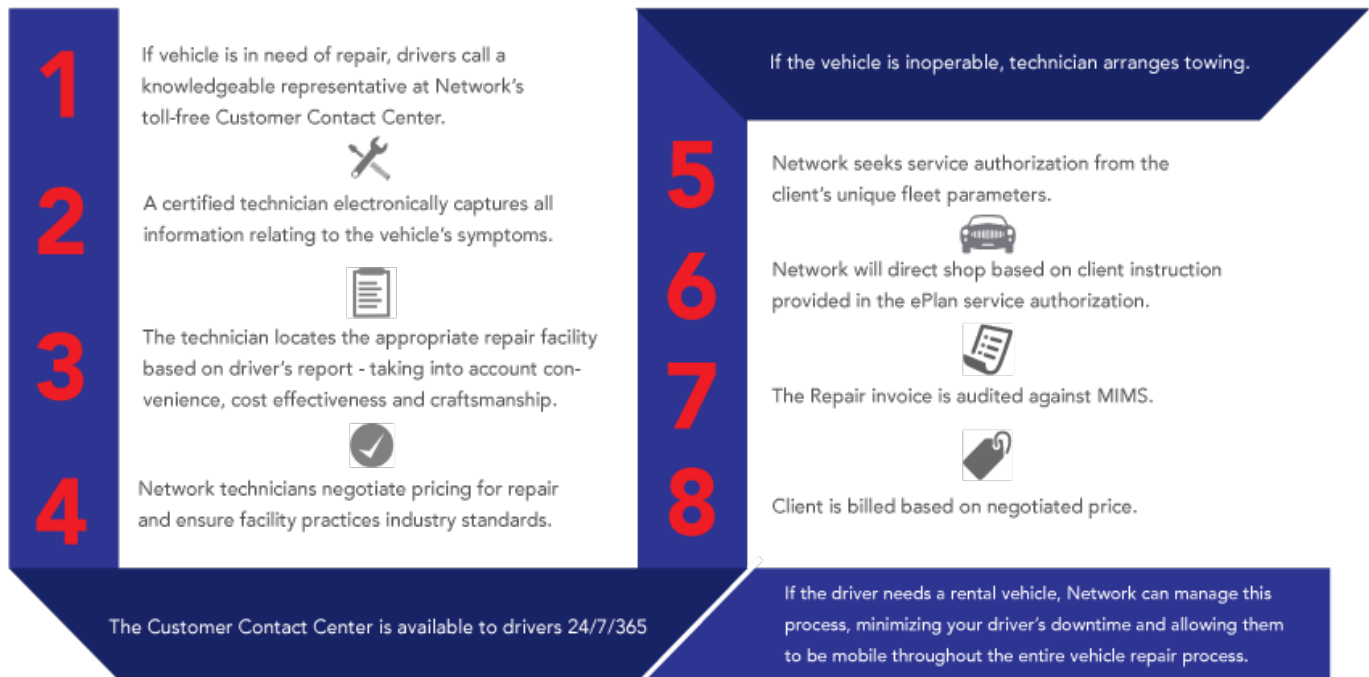 1
If vehicle is in need of repair, drivers call a
knowledgeable representative at Network's
toll-free Customer Contact Center.
2
A certified technician electronically captures all
information relating to the vehicle's symptoms.
3
The technician locates the appropriate repair facility
based on driver's report - taking into account con-
venience, cost effectiveness and craftsmanship.
4
Network technicians negotiate pricing for repair
and ensure facility practices industry standards.
The Customer Contact Center is available to drivers 24/7/365
If the vehicle is inoperable, technician arranges towing.
5
Network seeks service authorization from the
client's unique fleet parameters.
6
Network will direct shop based on client instruction
provided in the ePlan service authorization.
7
The Repair invoice is audited against MIMS.
8
Client is billed based on negotiated price.
If the driver needs a rental vehicle, Network can manage this
process, minimizing your driver's downtime and allowing them
to be mobile throughout the entire vehicle repair process.